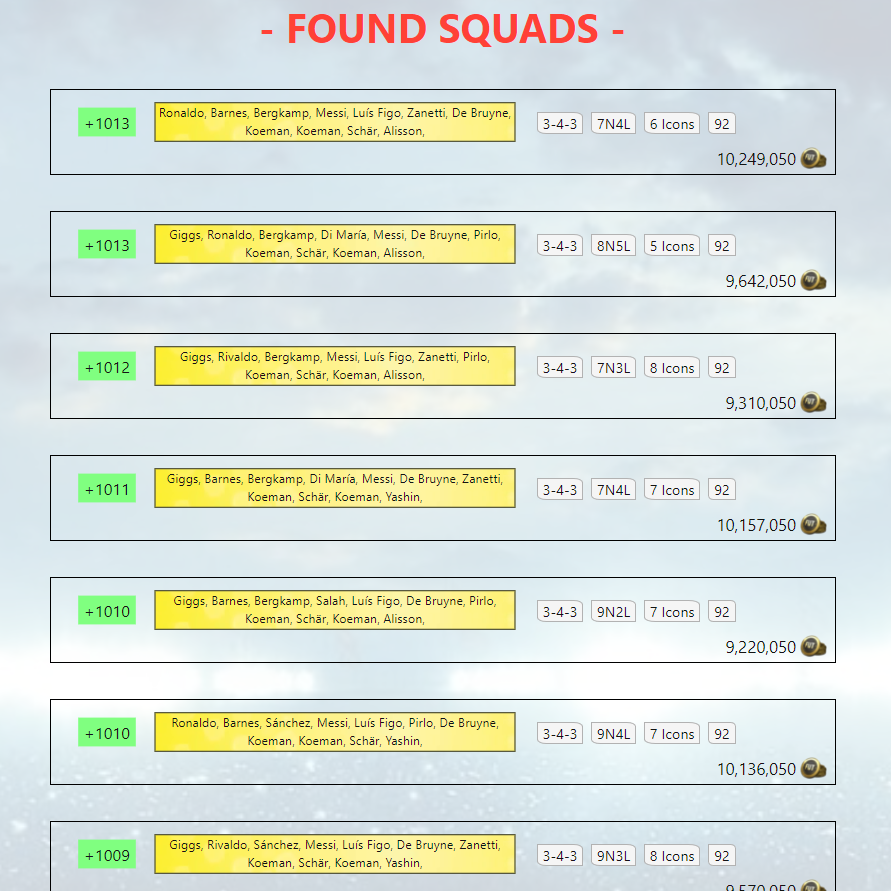 - FOUND SQUADS -
+1013
Ronaldo, Barnes, Bergkamp, Messi, Luís Figo, Zanetti, De Bruyne,
Koeman, Koeman, Schär, Alisson,
3-4-3 7N4L 6 Icons 92
10,249,050
+1013
Giggs, Ronaldo, Bergkamp, Di María, Messi, De Bruyne, Pirlo,
Koeman, Schär, Koeman, Alisson,
3-4-3 8N5L 5 Icons 92
9,642,050
+1012
Giggs, Rivaldo, Bergkamp, Messi, Luís Figo, Zanetti, Pirlo,
Koeman, Schär, Koeman, Alisson,
3-4-3 7N3L 8 Icons 92
9,310,050
+1011
Giggs, Barnes, Bergkamp, Di María, Messi, De Bruyne, Zanetti,
Koeman, Schär, Koeman, Yashin,
3-4-3 7N4L 7 Icons 92
10,157,050
+1010
Giggs, Barnes, Bergkamp, Salah, Luís Figo, De Bruyne, Pirlo,
Koeman, Schär, Koeman, Alisson,
3-4-3 9N2L 7 Icons 92
9,220,050
+1010
Ronaldo, Barnes, Sánchez, Messi, Luís Figo, Pirlo, De Bruyne,
Koeman, Koeman, Schär, Yashin,
3-4-3 9N4L 7 Icons 92
10,136,050
+1009
Giggs, Rivaldo, Sánchez, Messi, Luís Figo, De Bruyne, Zanetti,
Koeman, Schär, Koeman, Yashin,
3-4-3 9N3L 8 Icons 92